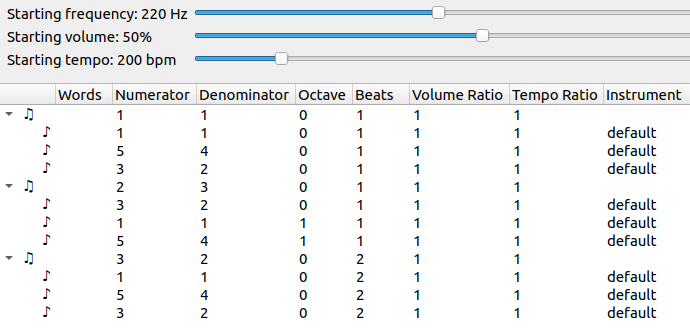 Starting frequency: 220 Hz
Starting volume: 50%
Starting tempo: 200 bpm
Words Numerator Denominator Octave Beats Volume Ratio Tempo Ratio Instrument
♫ 1 1 0 1 1 1
♪ 1 1 0 1 1 1 default
♪ 5 4 0 1 1 1 default
♪ 3 2 0 1 1 1 default
♫ 2 3 0 1 1 1
♪ 3 2 0 1 1 1 default
♪ 1 1 1 1 1 1 default
♪ 5 4 1 1 1 1 default
♫ 3 2 0 2 1 1
♪ 1 1 0 2 1 1 default
♪ 5 4 0 2 1 1 default
♪ 3 2 0 2 1 1 default